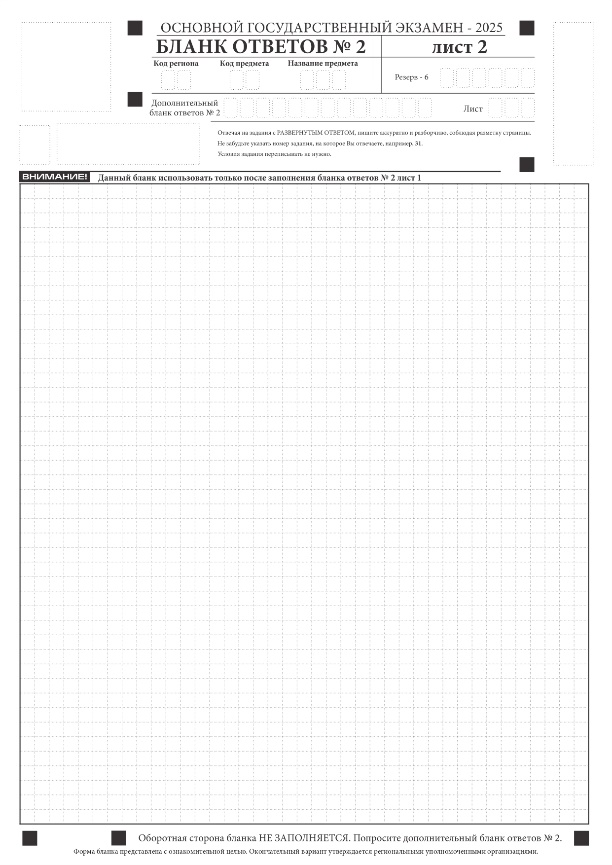 ОСНОВНОЙ ГОСУДАРСТВЕННЫЙ ЭКЗАМЕН - 2025
БЛАНК ОТВЕТОВ № 2 лист 2
Код региона Код предмета Название предмета
Резерв - 6
Дополнительный
бланк ответов № 2
Лист
Отвечая на задания с РАЗВЕРНУТЫМ ОТВЕТОМ, пишите аккуратно и разборчиво, соблюдая разметку страницы.
Не забудьте указать номер задания, на которое Вы отвечаете, например, 31.
Условия задания переписывать не нужно.
ВНИМАНИЕ! Данный бланк использовать только после заполнения бланка ответов № 2 лист 1
Оборотная сторона бланка НЕ ЗАПОЛНЯЕТСЯ. Попросите дополнительный бланк ответов № 2.
Форма бланка представлена с ознакомительной целью. Окончательный вариант утверждается региональными уполномоченными организациями.